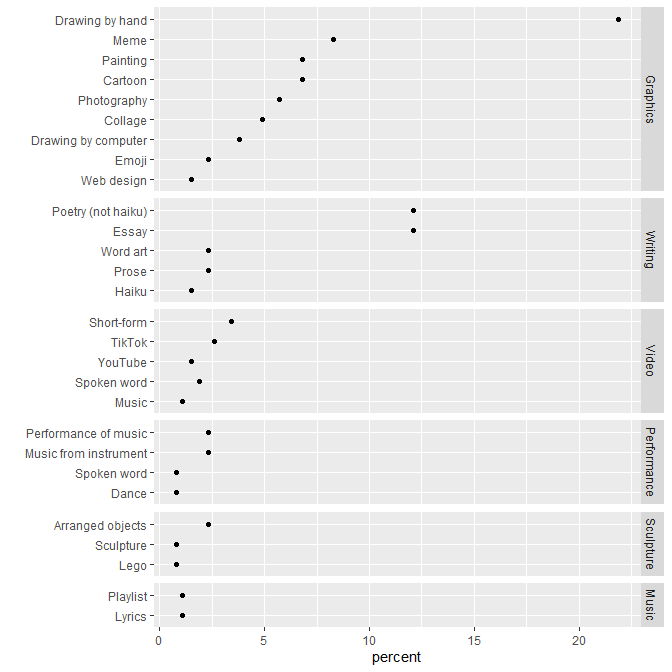 Drawing by hand
Meme
Painting
Cartoon
Photography
Collage
Drawing by computer
Emoji
Web design
Graphics
Poetry (not haiku)
Essay
Word art
Prose
Haiku
Writing
Short-form
TikTok
YouTube
Spoken word
Music
Video
Performance of music
Music from instrument
Spoken word
Dance
Performance
Arranged objects
Sculpture
Lego
Sculpture
Playlist
Lyrics
Music
0 5 10 15 20
percent